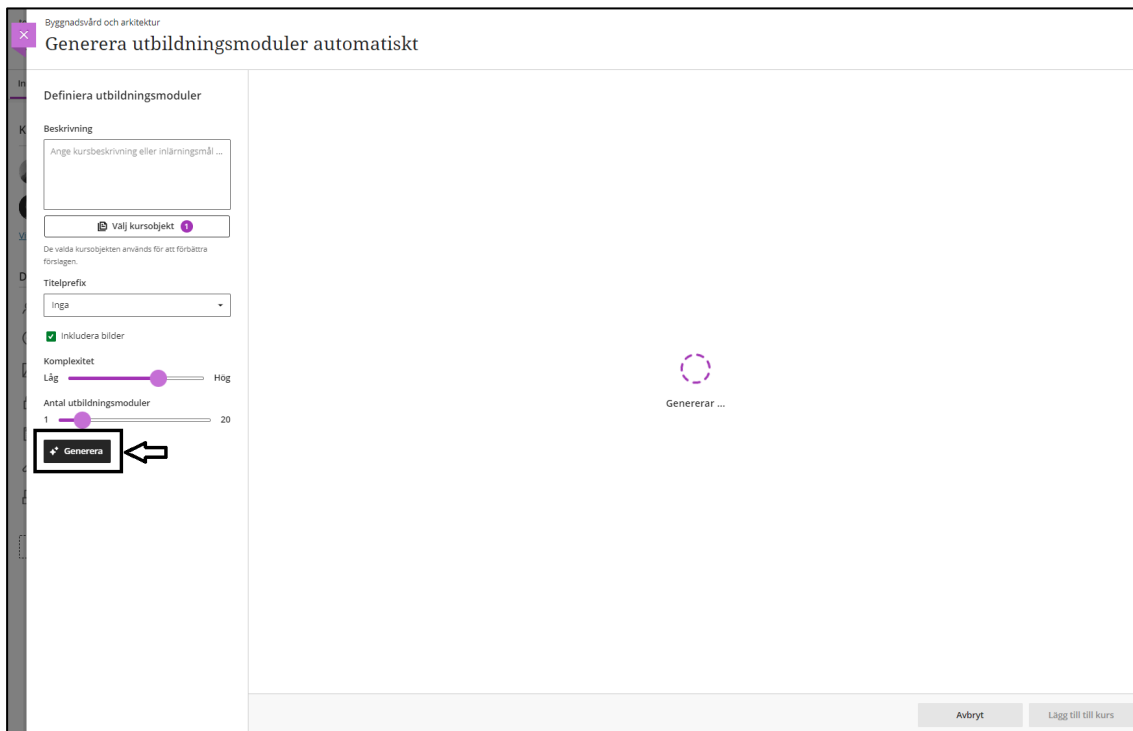 Byggnadsvård och arkitektur
Generera utbildningsmoduler automatiskt
In
Definiera utbildningsmoduler
Beskrivning
K
Ange kursbeskrivning eller inlärningsmål ...
Välj kursobjekt 1
Vi
De valda kursobjekten används för att förbättra
förslagen.
D
Titelprefix
Inga
Inkludera bilder
Komplexitet
Låg Hög
Antal utbildningsmoduler
1 20
Generera
Genererar ...
Avbryt Lägg till till kurs